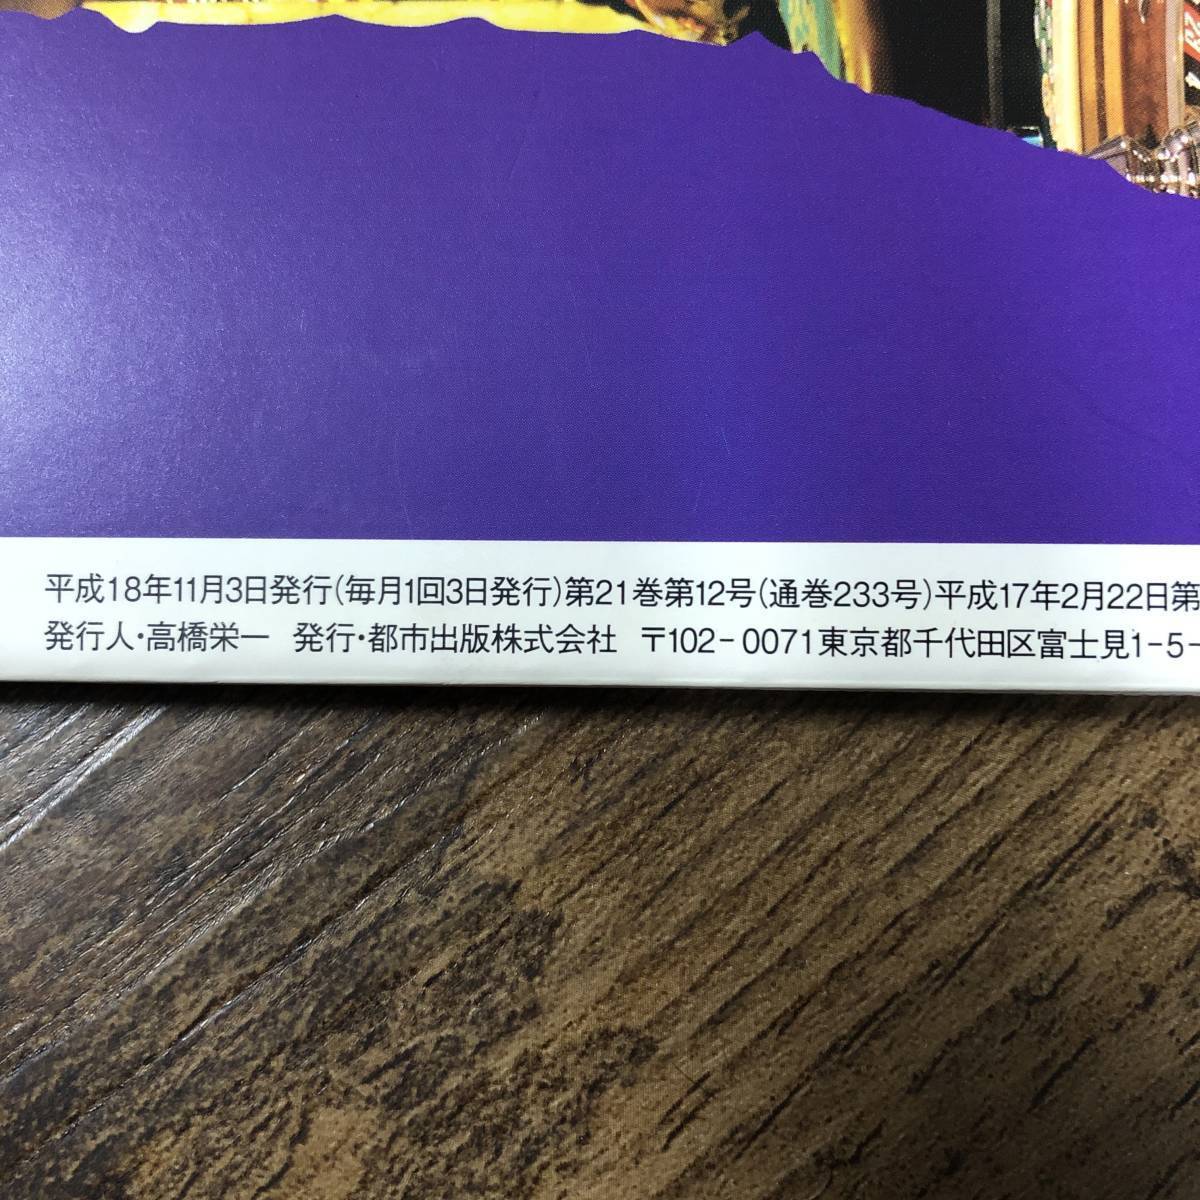 平成18年11月3日発行(毎月1回3日発行)第21巻第12号(通巻233号)平成17年2月22日第
発行人・高橋栄一　発行・都市出版株式会社　〒102-0071東京都千代田区富士見1-5-